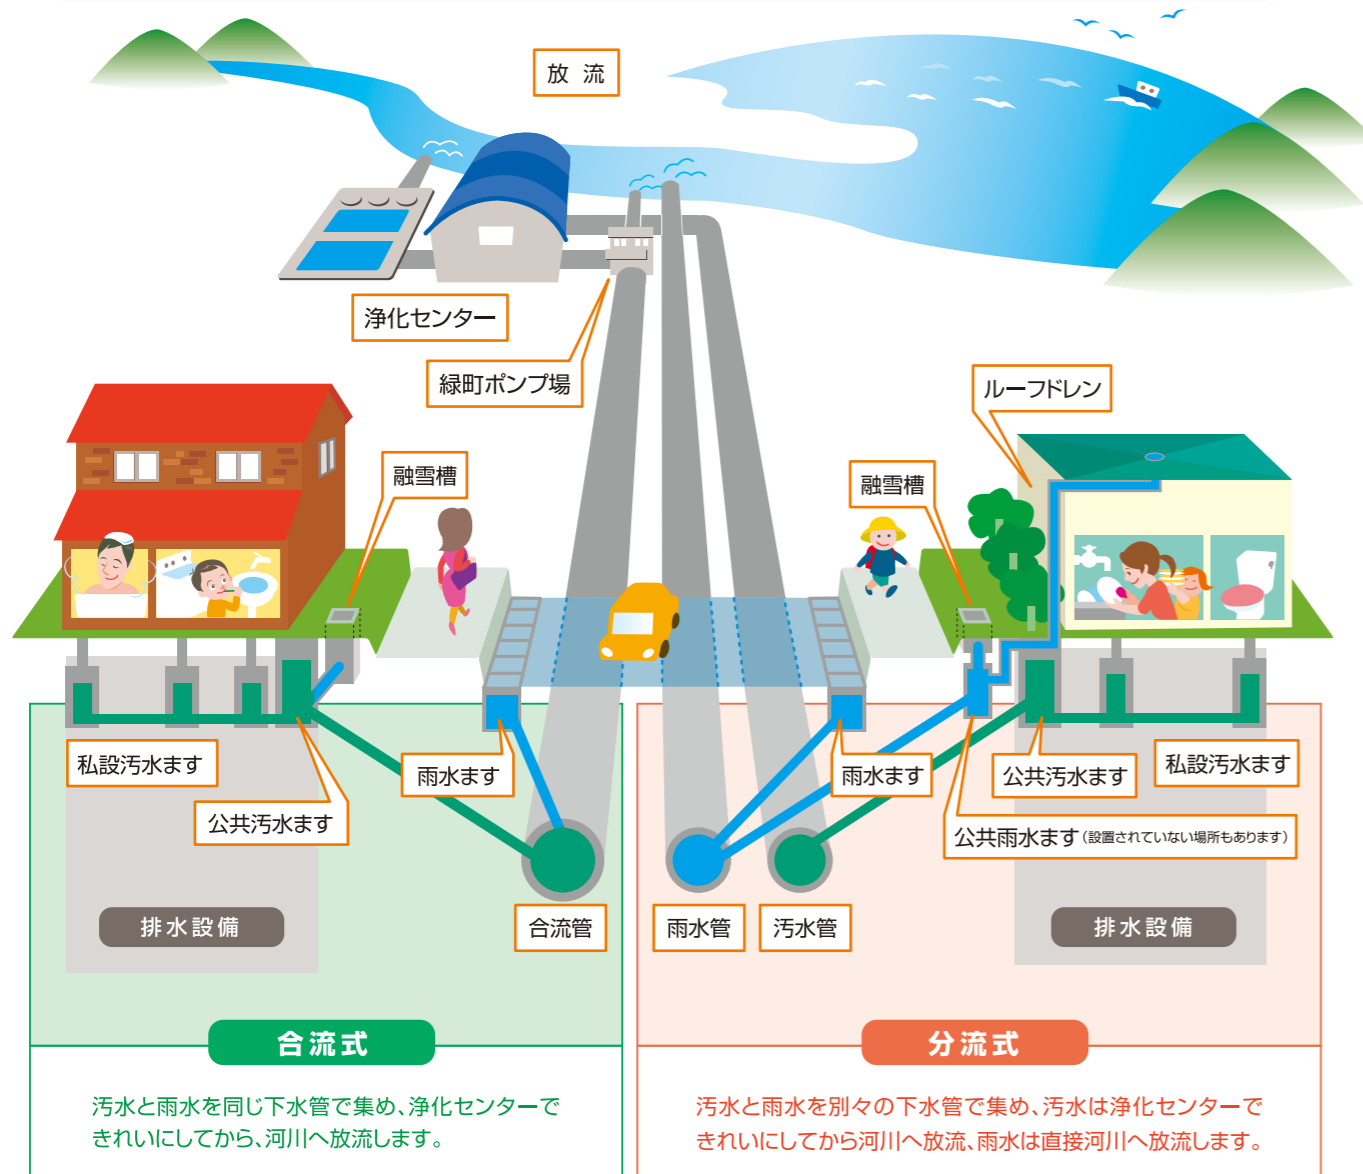 放 流
浄化センター
緑町ポンプ場
ルーフドレン
融雪槽
融雪槽
私設汚水ます
公共汚水ます
雨水ます
雨水ます
公共汚水ます
私設汚水ます
公共雨水ます（設置されていない場所もあります）
排水設備
合流管
雨水管
汚水管
排水設備
合流式
汚水と雨水を同じ下水管で集め、浄化センターで
きれいにしてから、河川へ放流します。
分流式
汚水と雨水を別々の下水管で集め、汚水は浄化センターで
きれいにしてから河川へ放流、雨水は直接河川へ放流します。